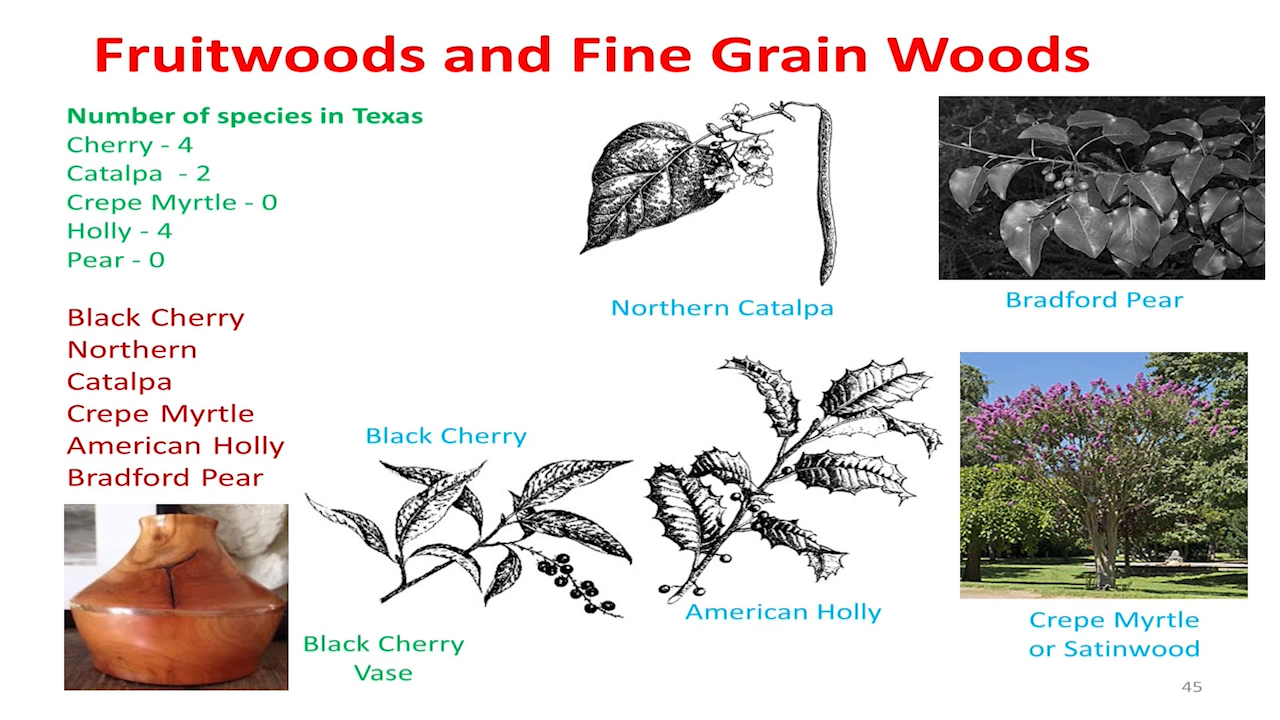 Fruitwoods and Fine Grain Woods
Number of species in Texas
Cherry - 4
Catalpa - 2
Crepe Myrtle - 0
Holly - 4
Pear - 0
Black Cherry
Northern
Catalpa
Crepe Myrtle
American Holly
Bradford Pear
Northern Catalpa
Bradford Pear
Black Cherry
American Holly
Crepe Myrtle
or Satinwood
Black Cherry
Vase
45